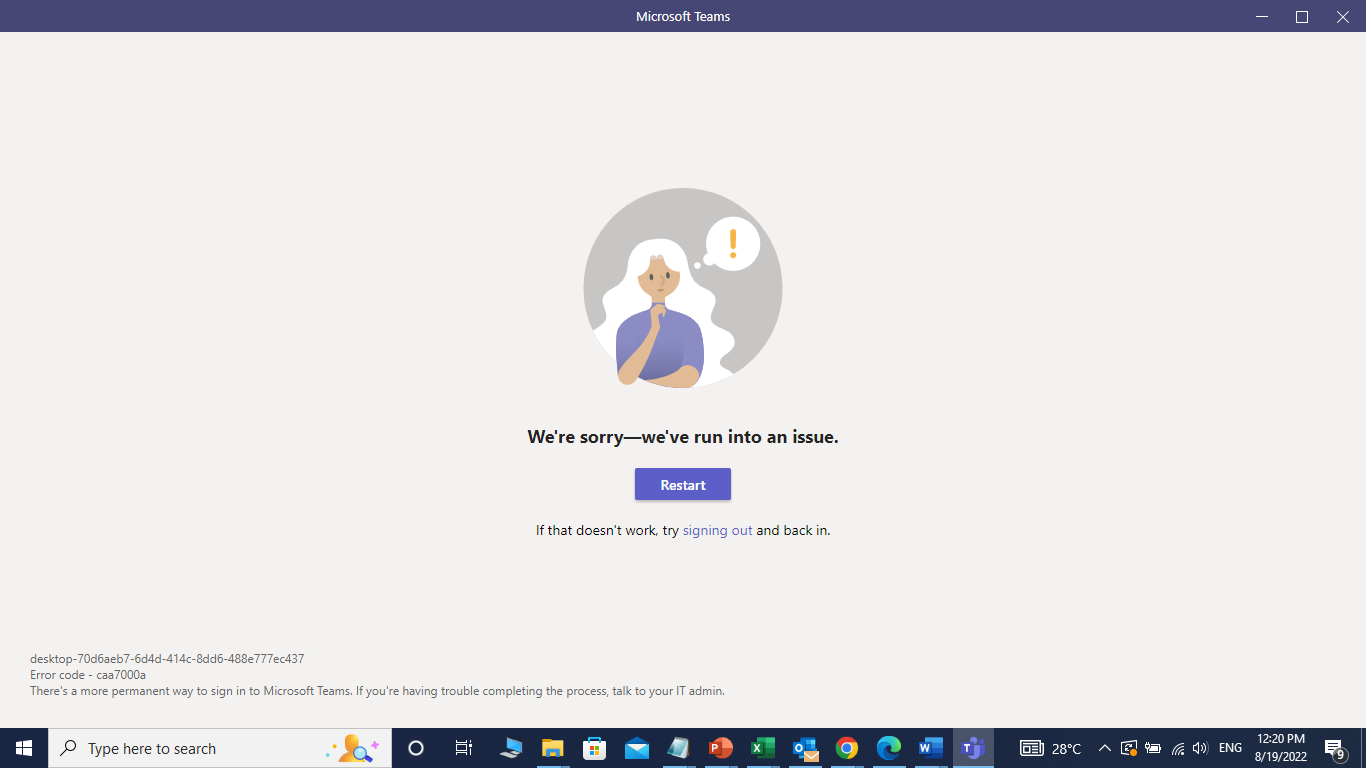 Microsoft Teams
We're sorry—we've run into an issue.
Restart
If that doesn't work, try signing out and back in.
desktop-70d6aeb7-6d4d-414c-8dd6-488e777ec437
Error code - caa7000a
There's a more permanent way to sign in to Microsoft Teams. If you're having trouble completing the process, talk to your IT admin.
Type here to search
28°C
ENG
12:20 PM
8/19/2022
9